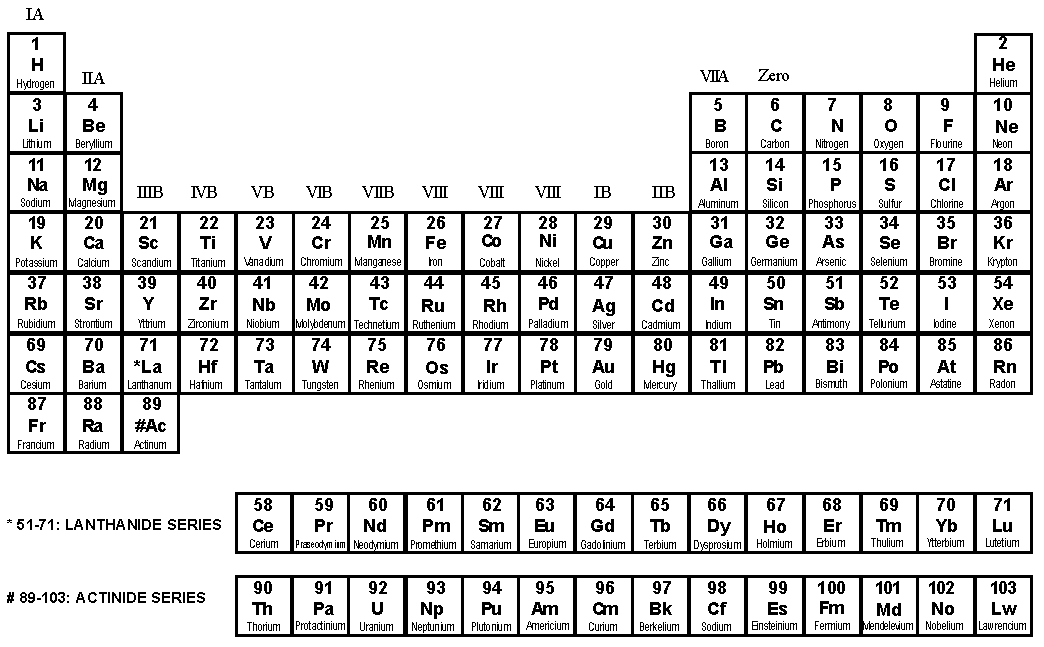 IA
1 2
H He
Hydrogen IIA VIIA Zero Helium
3 4 5 6 7 8 9 10
Li Be B C N O F Ne
Lithium Beryllium Boron Carbon Nitrogen Oxygen Flourine Neon
11 12 13 14 15 16 17 18
Na Mg Al Si P S Cl Ar
Sodium Magnesium IIIB IVB VB VIB VIIB VIII VIII VIII IB IIB Aluminum Silicon Phosphorus Sulfur Chlorine Argon
19 20 21 22 23 24 25 26 27 28 29 30 31 32 33 34 35 36
K Ca Sc Ti V Cr Mn Fe Co Ni Cu Zn Ga Ge As Se Br Kr
Potassium Calcium Scandium Titanium Vanadium Chromium Manganese Iron Cobalt Nickel Copper Zinc Gallium Germanium Arsenic Selenium Bromine Krypton
37 38 39 40 41 42 43 44 45 46 47 48 49 50 51 52 53 54
Rb Sr Y Zr Nb Mo Tc Ru Rh Pd Ag Cd In Sn Sb Te I Xe
Rubidium Strontium Yttrium Zirconium Niobium Molybdenum Technetium Ruthenium Rhodium Palladium Silver Cadmium Indium Tin Antimony Tellurium Iodine Xenon
69 70 71 72 73 74 75 76 77 78 79 80 81 82 83 84 85 86
Cs Ba *La Hf Ta W Re Os Ir Pt Au Hg Tl Pb Bi Po At Rn
Cesium Barium Lanthanum Hafnium Tantalum Tungsten Rhenium Osmium Iridium Platinum Gold Mercury Thallium Lead Bismuth Polonium Astatine Radon
87 88 89
Fr Ra #Ac
Francium Radium Actinum
58 59 60 61 62 63 64 65 66 67 68 69 70 71
* 51-71: LANTHANIDE SERIES Ce Pr Nd Pm Sm Eu Gd Tb Dy Ho Er Tm Yb Lu
Cerium Praseodymium Neodymium Promethium Samarium Europium Gadolinium Terbium Dysprosium Holmium Erbium Thulium Ytterbium Lutetium
90 91 92 93 94 95 96 97 98 99 100 101 102 103
# 89-103: ACTINIDE SERIES Th Pa U Np Pu Am Cm Bk Cf Es Fm Md No Lw
Thorium Protactinium Uranium Neptunium Plutonium Americium Curium Berkelium Sodium Einsteinium Fermium Mendelevium Nobelium Lawrencium